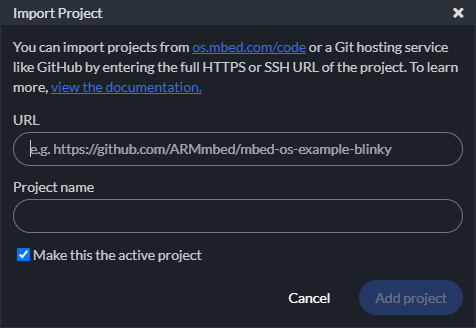 Import Project
You can import projects from os.mbed.com/code or a Git hosting service
like GitHub by entering the full HTTPS or SSH URL of the project. To learn
more, view the documentation.
URL
e.g. https://github.com/ARMmbed/mbed-os-example-blinky
Project name
Make this the active project
Cancel
Add project